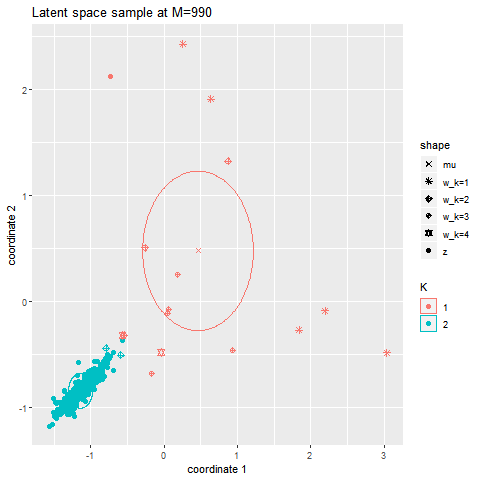 Latent space sample at M=990
2
1
0
-1
coordinate 2
-1
0
1
2
3
coordinate 1
shape
mu
w_k=1
w_k=2
w_k=3
w_k=4
z
K
1
2